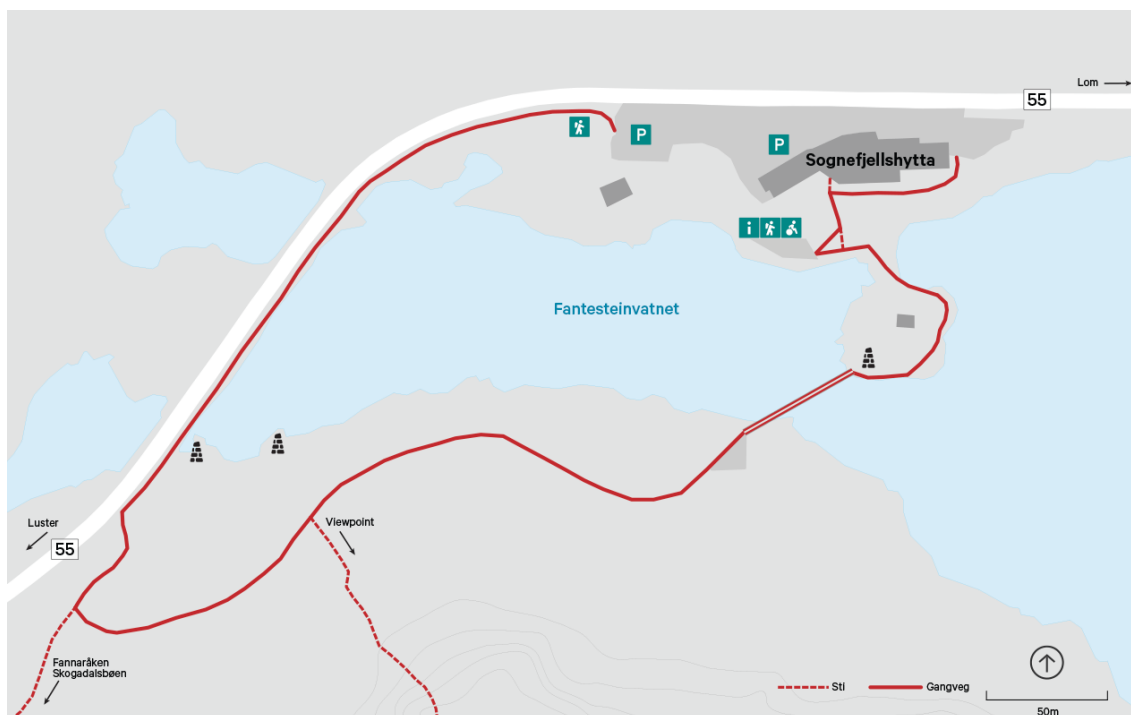 Lom
55
P
P
Sognefjellshytta
i
Fantesteinvatnet
Luster
55
Viewpoint
Fannaråken
Skogadalsbøen
Sti
Gangveg
50m